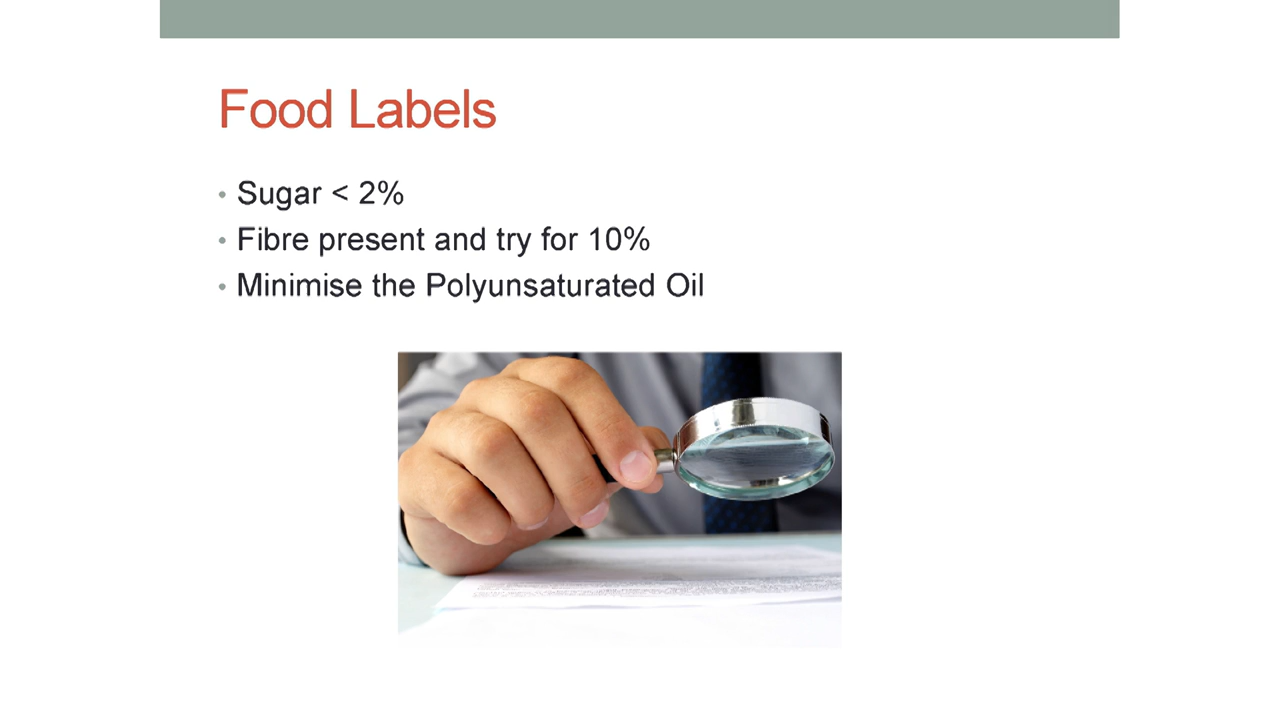 Food Labels
• Sugar < 2%
• Fibre present and try for 10%
• Minimise the Polyunsaturated Oil